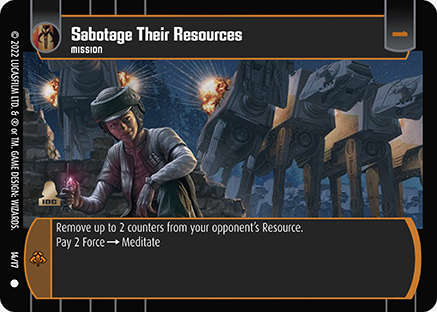 Sabotage Their Resources
MISSION
1
100
Remove up to 2 counters from your opponent's Resource.
Pay 2 Force → Meditate
© 2022 LUCASFILM LTD. & ® or TM. GAME DESIGN: WIZARDS.
14/17